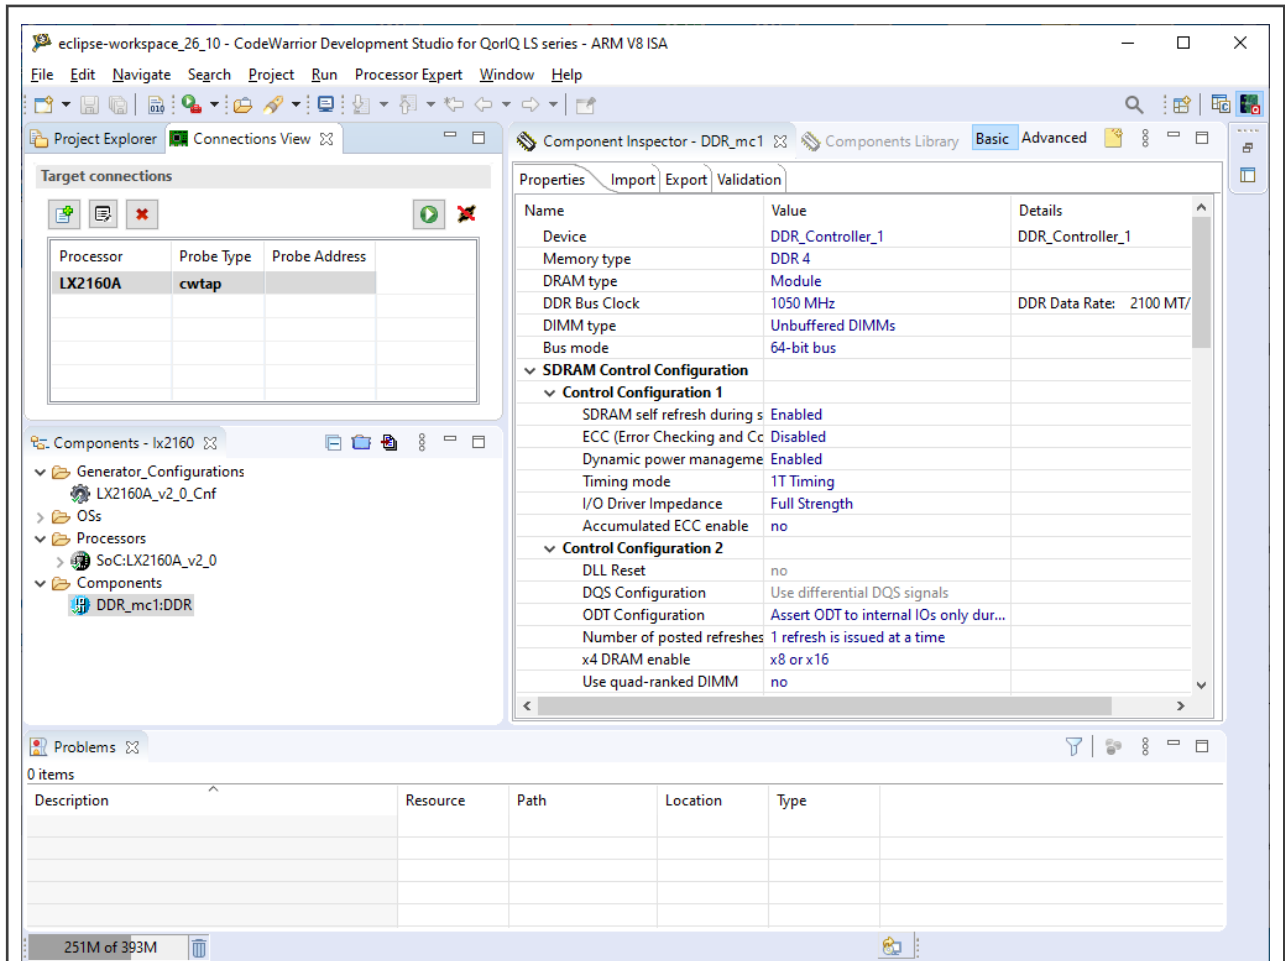 eclipse-workspace_26_10 - CodeWarrior Development Studio for QorIQ LS series - ARM V8 ISA
File Edit Navigate Search Project Run Processor Expert Window Help
Project Explorer Connections View
Target connections
Processor Probe Type Probe Address
LX2160A cwtap
Components - lx2160
Generator_Configurations
LX2160A_v2_0_Cnf
OSs
Processors
SoC:LX2160A_v2_0
Components
DDR_mc1:DDR
Component Inspector - DDR_mc1 Components Library Basic Advanced
Properties Import Export Validation
Name Value Details
Device DDR_Controller_1 DDR_Controller_1
Memory type DDR 4
DRAM type Module
DDR Bus Clock 1050 MHz DDR Data Rate: 2100 MT/
DIMM type Unbuffered DIMMs
Bus mode 64-bit bus
SDRAM Control Configuration
Control Configuration 1
SDRAM self refresh during s Enabled
ECC (Error Checking and Cc Disabled
Dynamic power manageme Enabled
Timing mode 1T Timing
I/O Driver Impedance Full Strength
Accumulated ECC enable no
Control Configuration 2
DLL Reset no
DQS Configuration Use differential DQS signals
ODT Configuration Assert ODT to internal IOs only dur...
Number of posted refreshes 1 refresh is issued at a time
x4 DRAM enable x8 or x16
Use quad-ranked DIMM no
Problems
0 items
Description Resource Path Location Type
251M of 393M